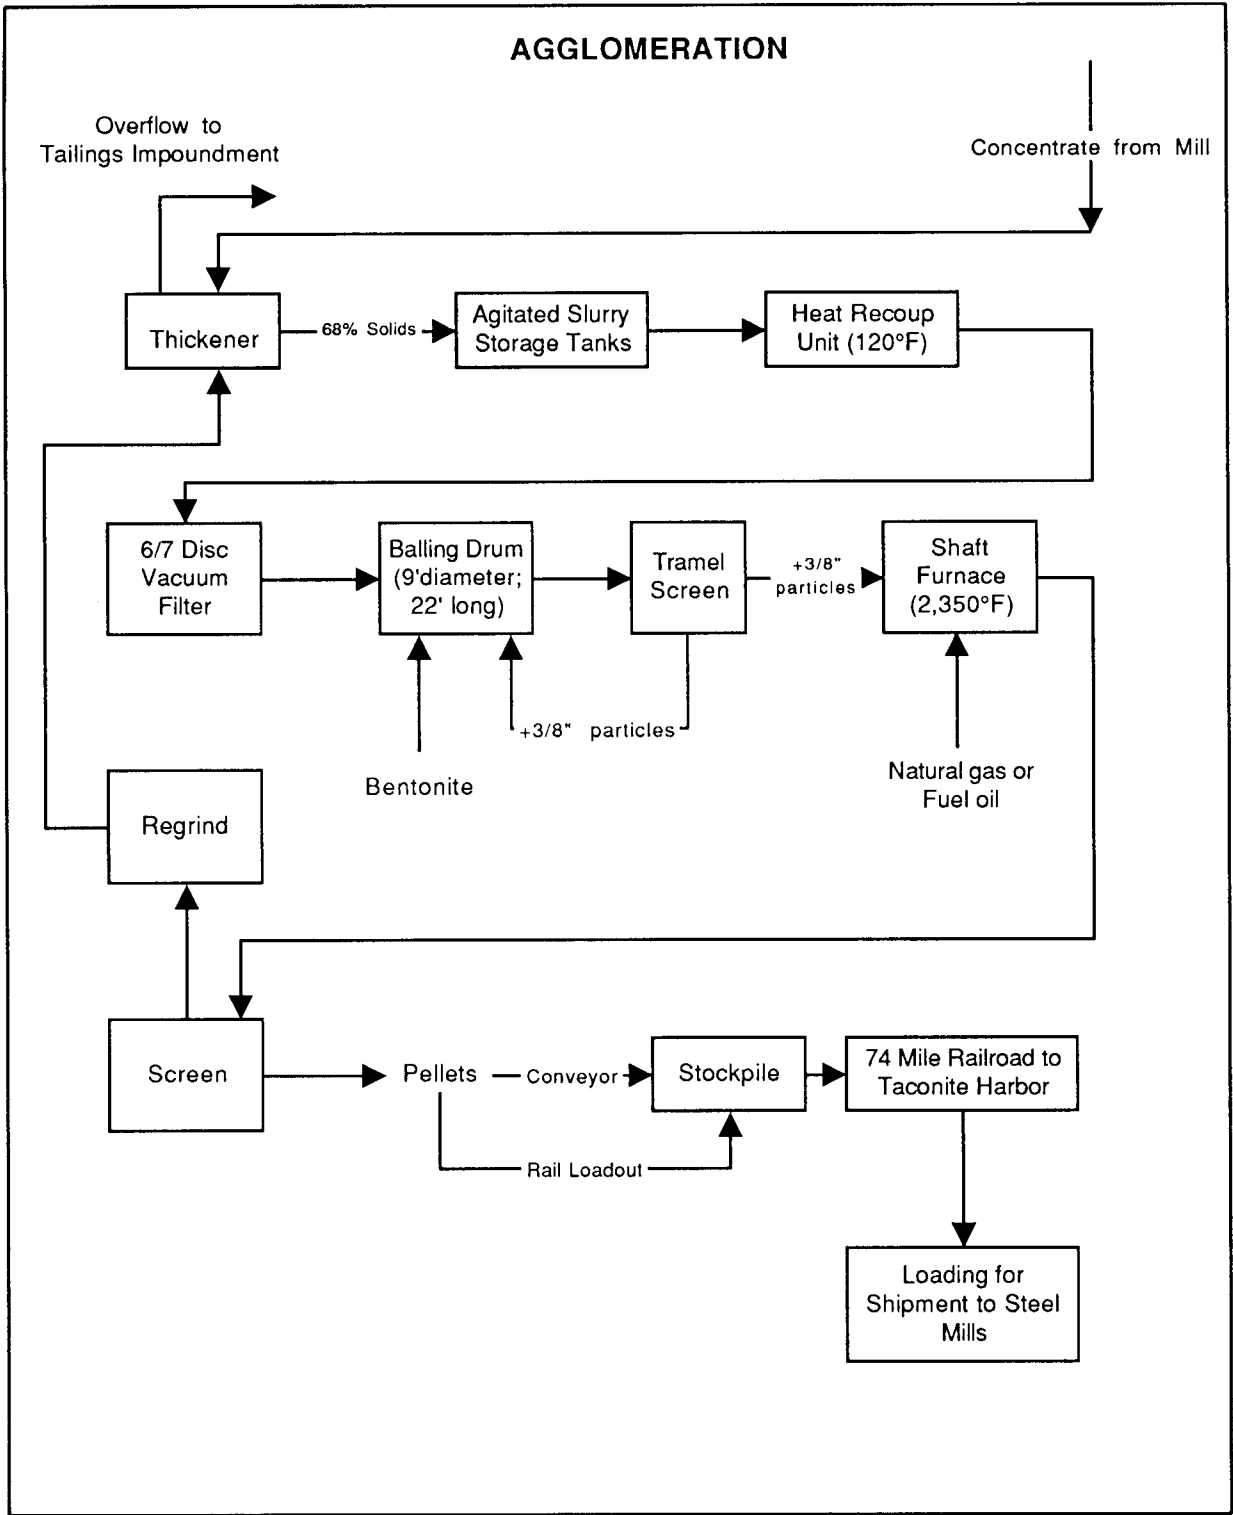 AGGLOMERATION
Overflow to
Tailings Impoundment
Concentrate from Mill
Thickener
68% Solids
Agitated Slurry
Storage Tanks
Heat Recoup
Unit (120°F)
6/7 Disc
Vacuum
Filter
Balling Drum
(9'diameter;
22' long)
Tramel
Screen
+3/8"
particles
Shaft
Furnace
(2,350°F)
+3/8" particles
Bentonite
Natural gas or
Fuel oil
Regrind
Screen
Pellets
Conveyor
Stockpile
74 Mile Railroad to
Taconite Harbor
Rail Loadout
Loading for
Shipment to Steel
Mills